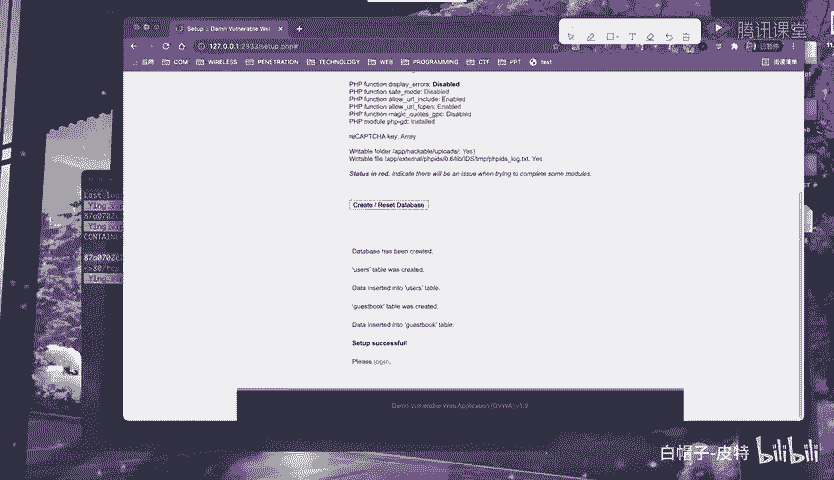 腾讯课堂
Setup :: Damn Vulnerable Wel
127.0.0.1:2333/setup.php#
已暂停
应用 COM WIRELESS PENETRATION TECHNOLOGY WEB PROGRAMMING CTF PPT test
阅读清单
PHP function display_errors: Disabled
PHP function safe_mode: Disabled
PHP function allow_url_include: Enabled
PHP function allow_url_fopen: Enabled
PHP function magic_quotes_gpc: Disabled
PHP module php-gd: Installed
reCAPTCHA key: Array
Writable folder /app/hackable/uploads/: Yes)
Writable file /app/external/phpids/0.6/lib/IDS/tmp/phpids_log.txt: Yes
Status in red, indicate there will be an issue when trying to complete some modules.
Create / Reset Database
Database has been created.
'users' table was created.
Data inserted into 'users' table.
'guestbook' table was created.
Data inserted into 'guestbook' table.
Setup successful!
Please login.
Damn Vulnerable Web Application (DVWA) v1.9
白帽子-皮特 bilibili